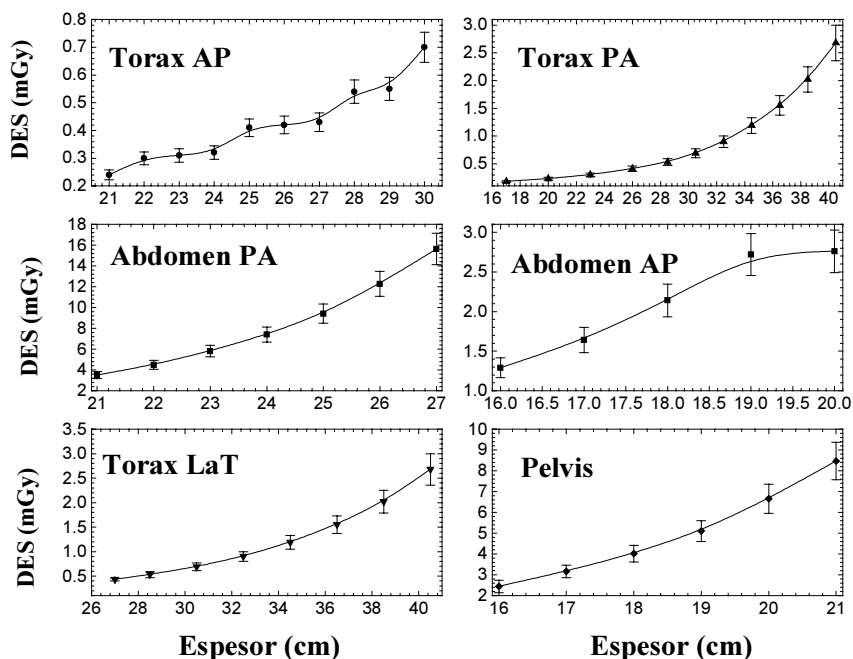 Torax AP
DES (mGy)
0.8
0.7
0.6
0.5
0.4
0.3
0.2
21 22 23 24 25 26 27 28 29 30
Torax PA
3.0
2.5
2.0
1.5
1.0
0.5
16 18 20 22 24 26 28 30 32 34 36 38 40
Abdomen PA
DES (mGy)
18
16
14
12
10
8
6
4
2
21 22 23 24 25 26 27
Abdomen AP
3.0
2.5
2.0
1.5
1.0
16.0 16.5 17.0 17.5 18.0 18.5 19.0 19.5 20.0
Torax LaT
DES (mGy)
3.5
3.0
2.5
2.0
1.5
1.0
0.5
26 28 30 32 34 36 38 40
Espesor (cm)
Pelvis
10
9
8
7
6
5
4
3
2
16 17 18 19 20 21
Espesor (cm)